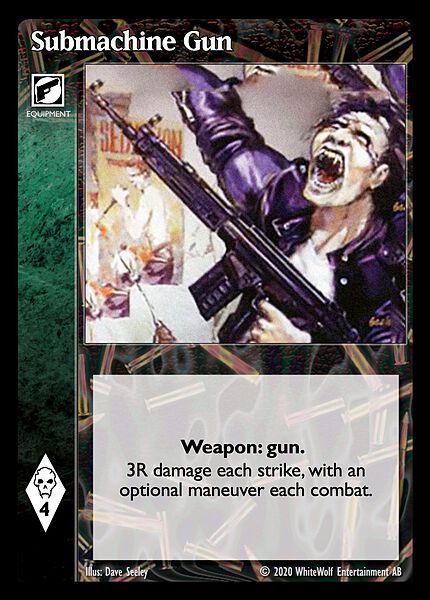 Submachine Gun
EQUIPMENT
SEDITION
Weapon: gun.
3R damage each strike, with an
optional maneuver each combat.
4
Illus: Dave Seeley
© 2020 WhiteWolf Entertainment AB